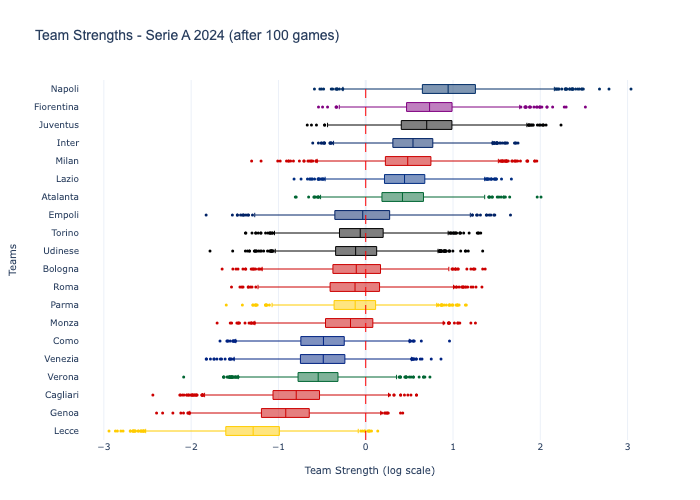 Team Strengths - Serie A 2024 (after 100 games)
Napoli
Fiorentina
Juventus
Inter
Milan
Lazio
Atalanta
Empoli
Torino
Udinese
Bologna
Roma
Parma
Monza
Como
Venezia
Verona
Cagliari
Genoa
Lecce
Teams
−3 −2 −1 0 1 2 3
Team Strength (log scale)